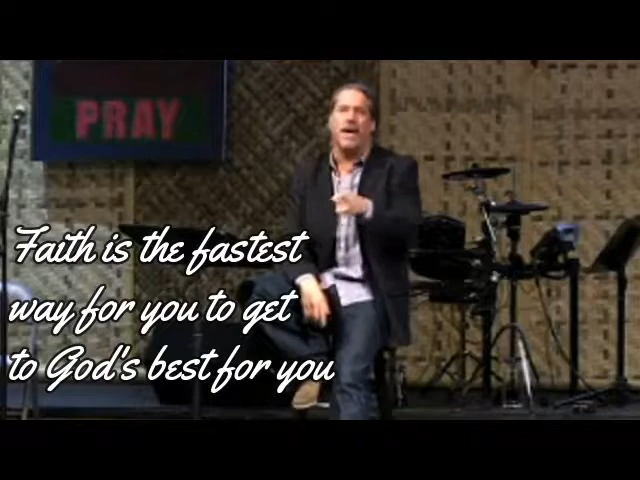 PRAY
Faith is the fastest
way for you to get
to God's best for you